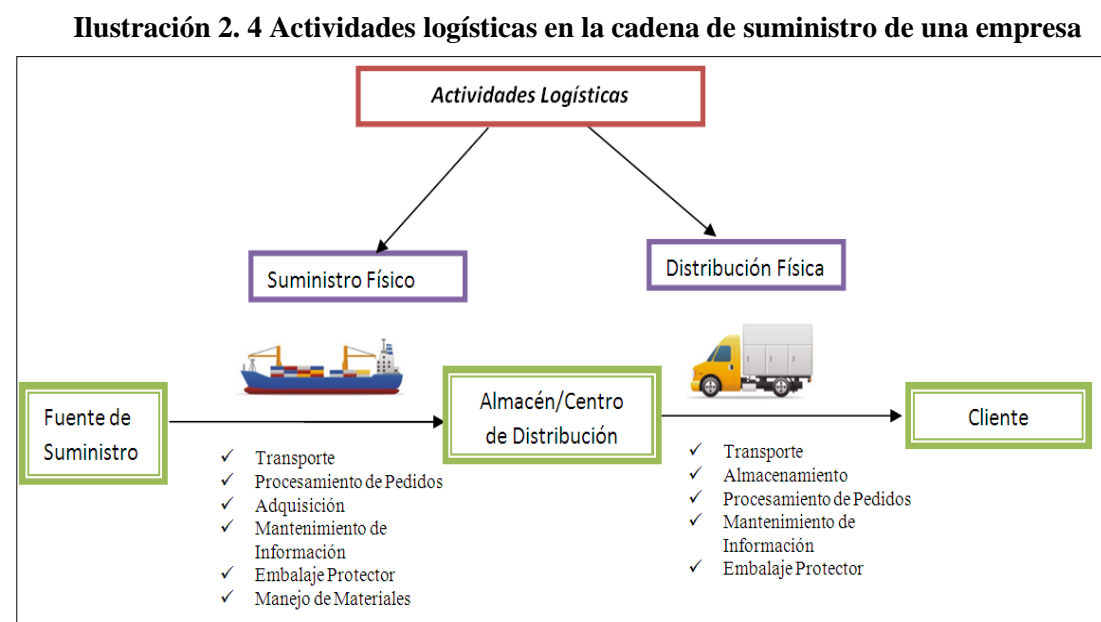 Ilustración 2. 4 Actividades logísticas en la cadena de suministro de una empresa
Actividades Logísticas
Suministro Físico
Distribución Física
Fuente de
Suministro
Almacén/Centro
de Distribución
Cliente
✓ Transporte
✓ Procesamiento de Pedidos
✓ Adquisición
✓ Mantenimiento de
Información
✓ Embalaje Protector
✓ Manejo de Materiales
✓ Transporte
✓ Almacenamiento
✓ Procesamiento de Pedidos
✓ Mantenimiento de
Información
✓ Embalaje Protector